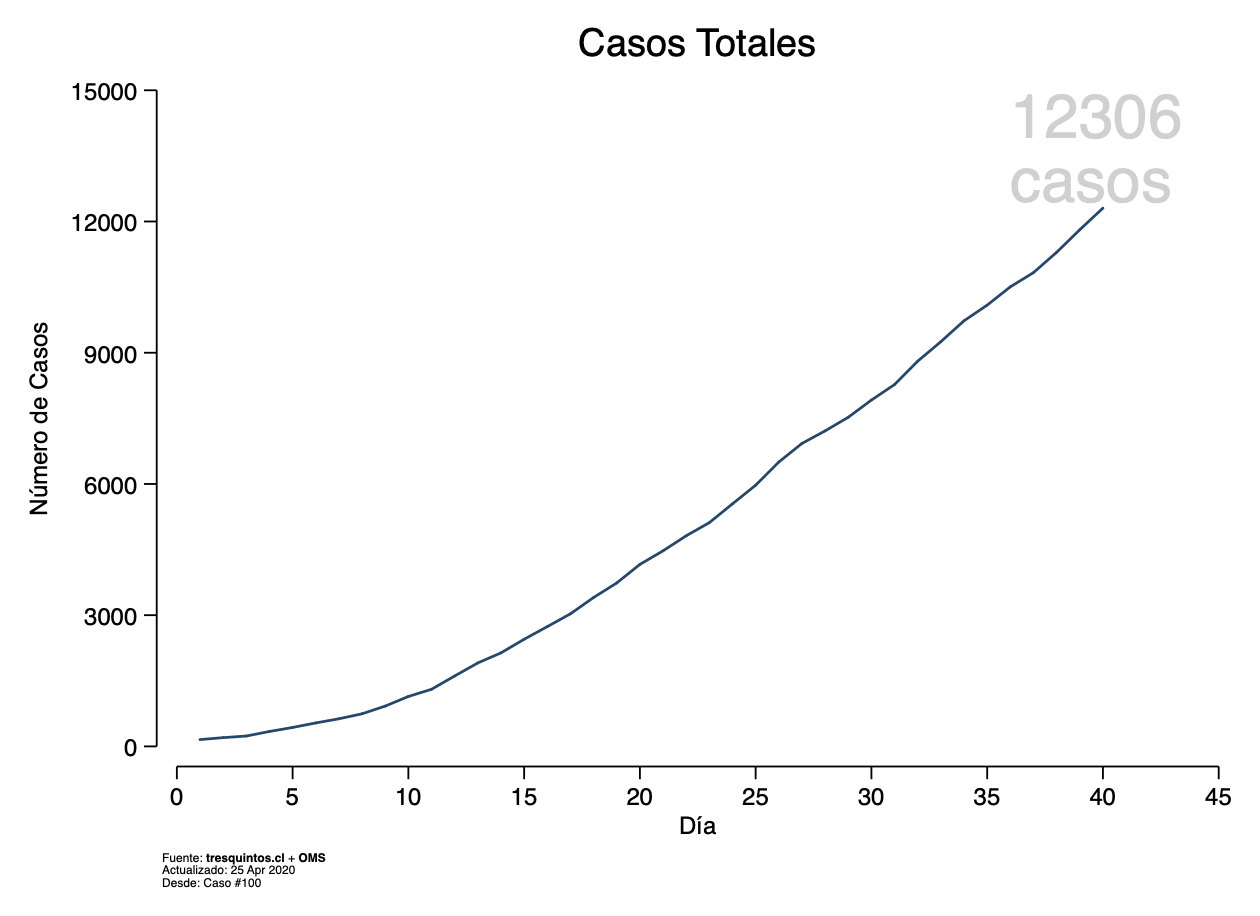 Casos Totales
12306
casos
15000
12000
9000
6000
3000
0
Número de Casos
0 5 10 15 20 25 30 35 40 45
Día
Fuente: tresquintos.cl + OMS
Actualizado: 25 Apr 2020
Desde: Caso #100